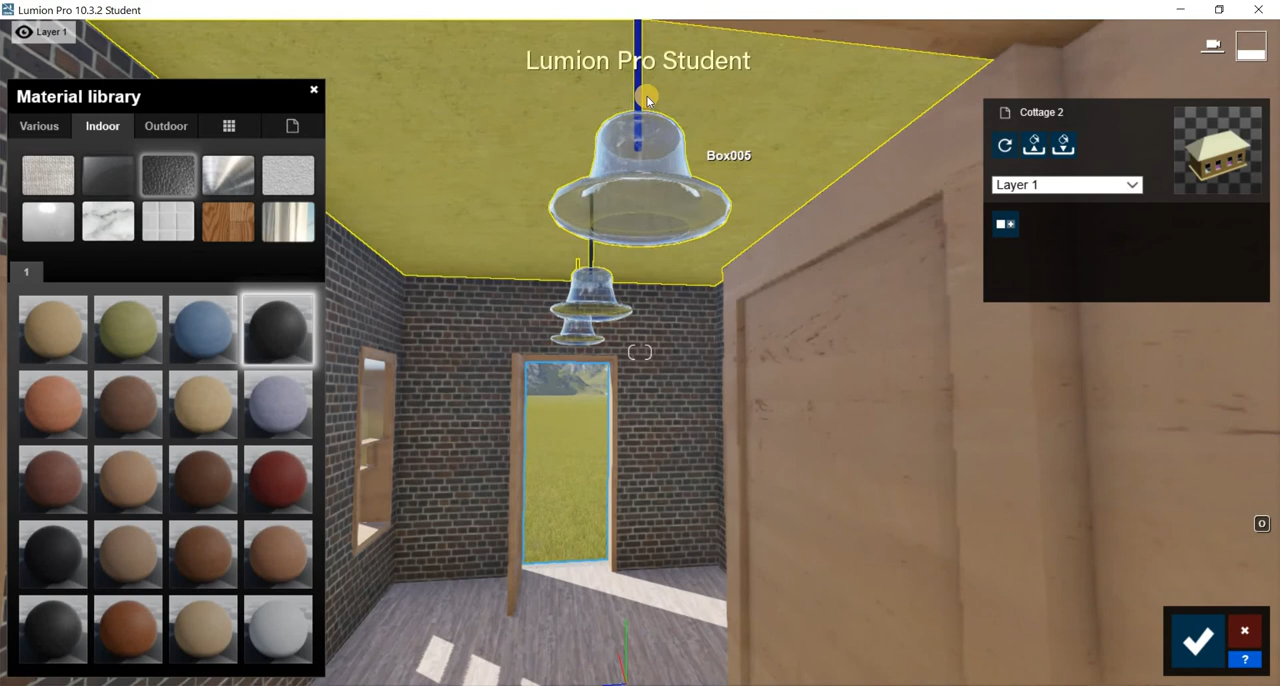 Lumion Pro 10.3.2 Student
Layer 1
Lumion Pro Student
Material library
Various
Indoor
Outdoor
1
Box005
Cottage 2
Layer 1
O
?